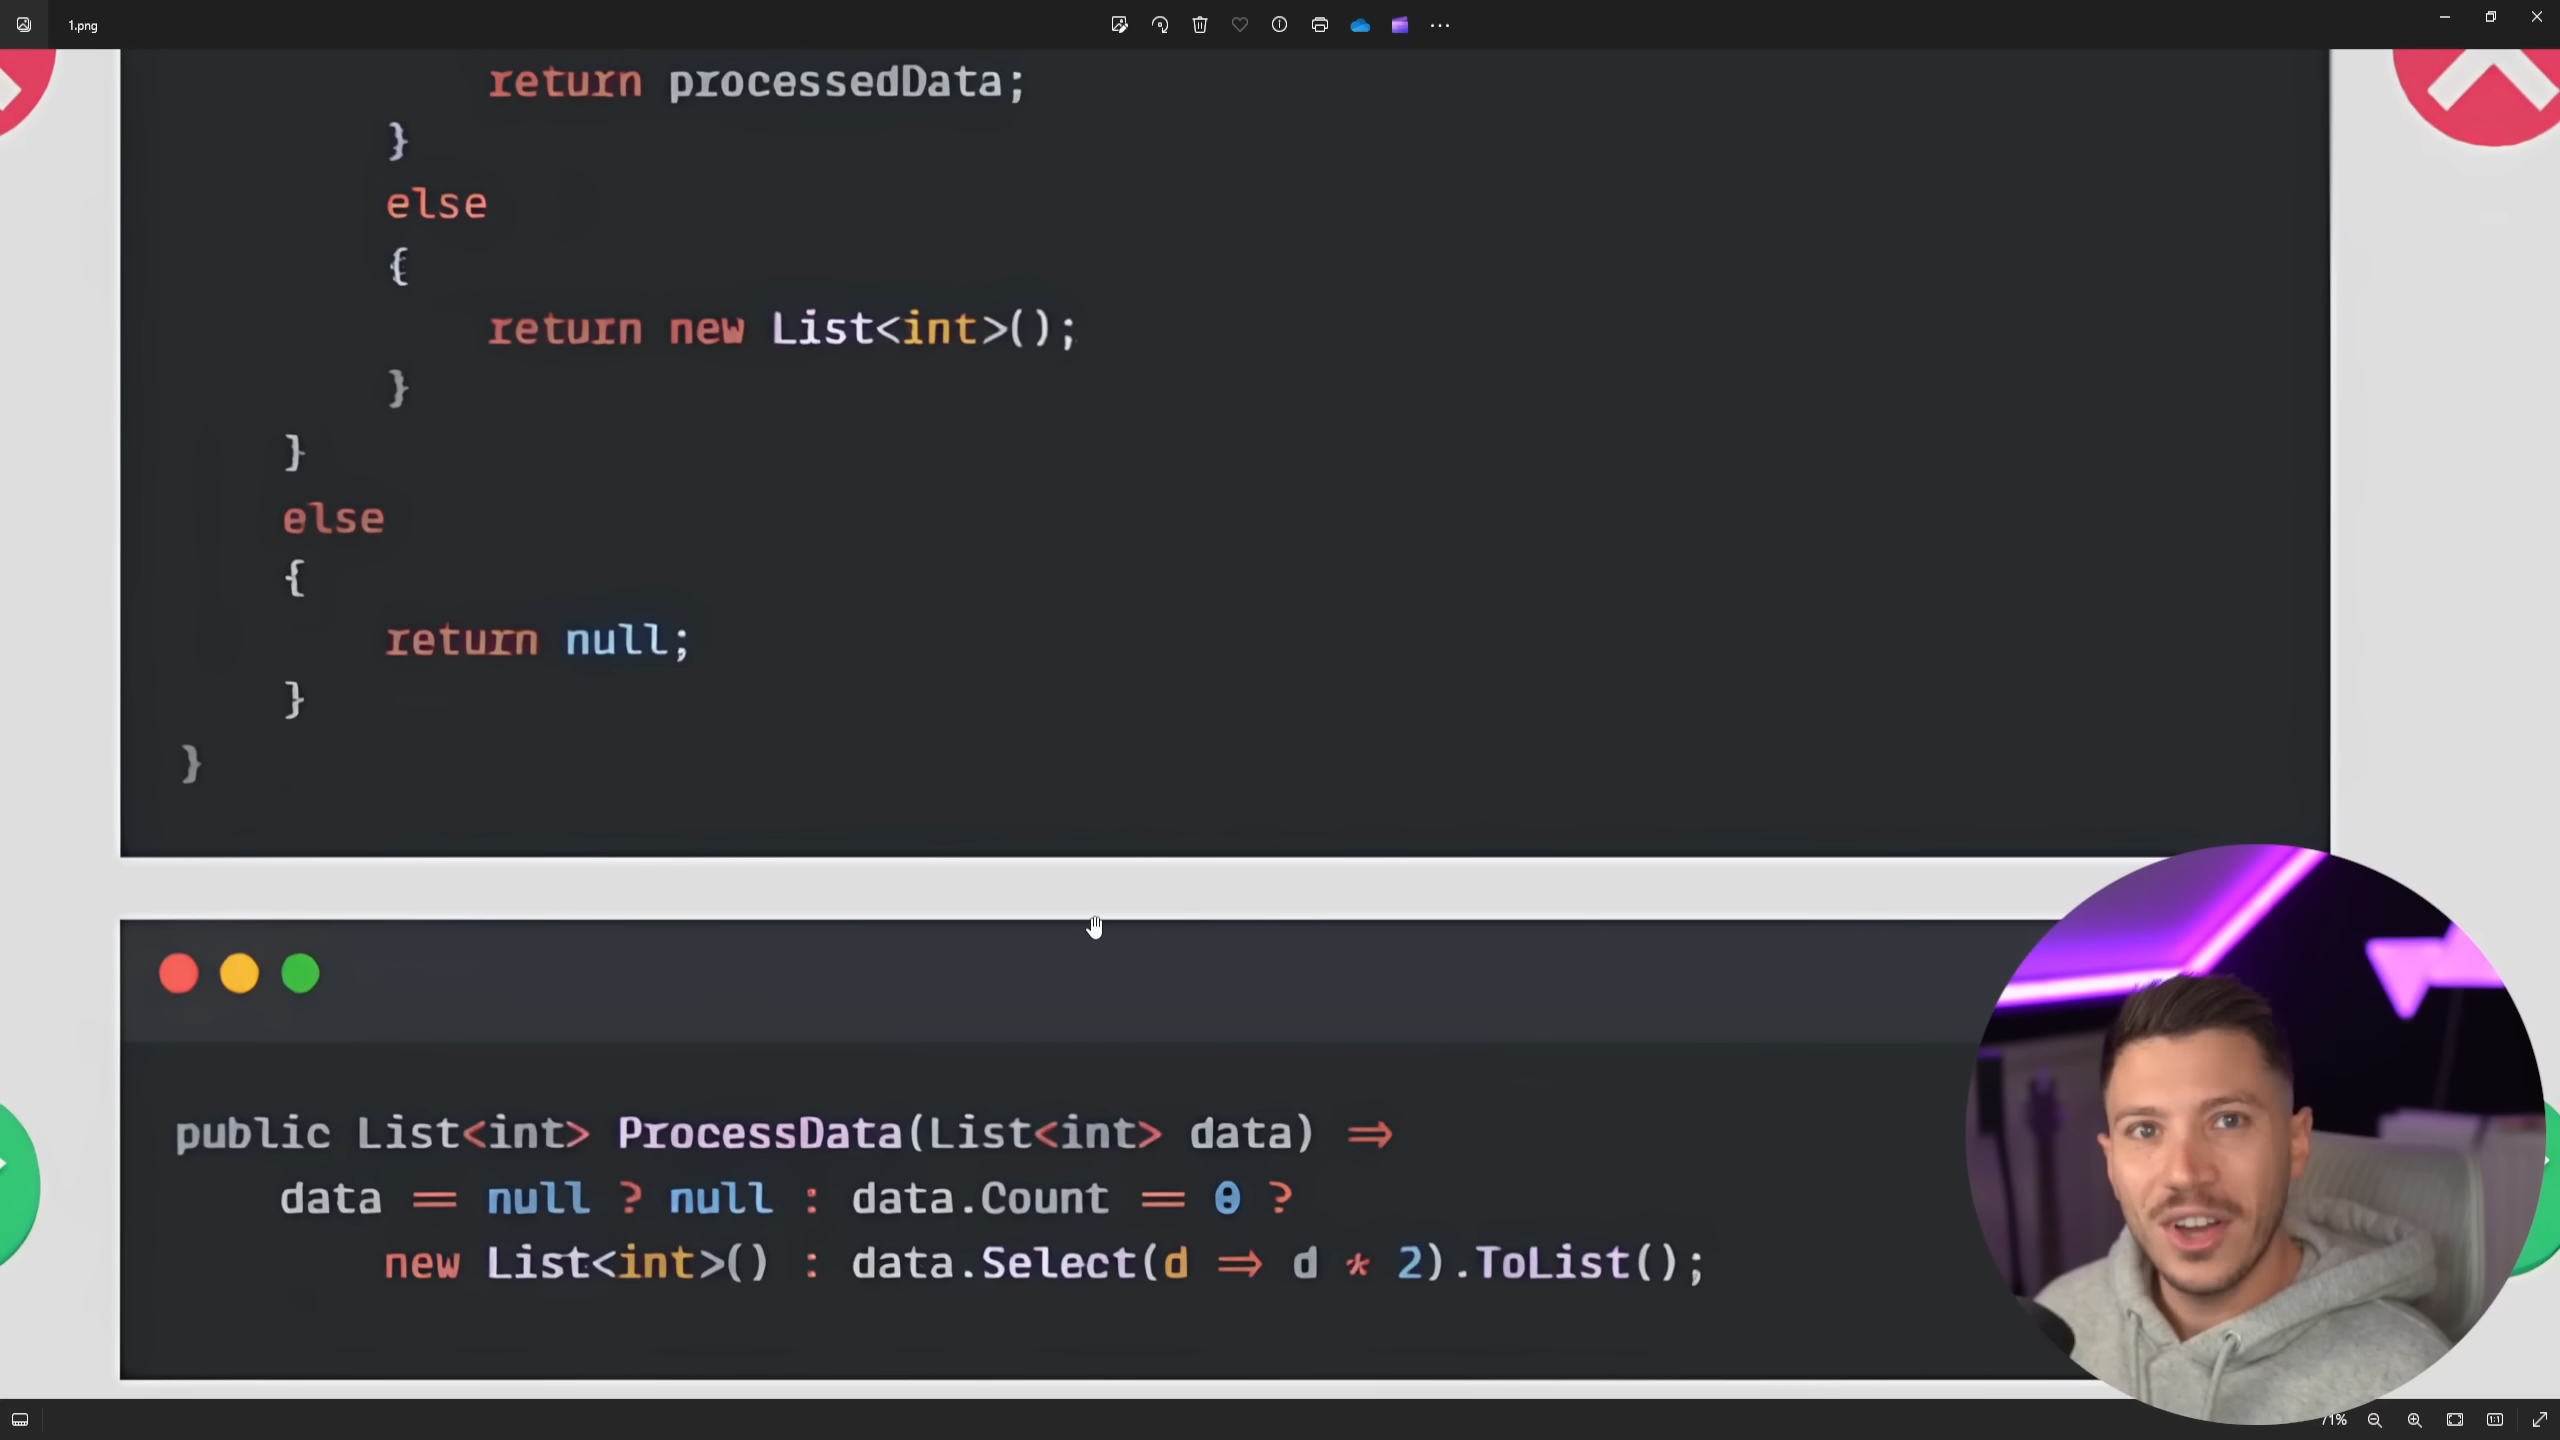 1.png
return processedData;
}
else
{
return new List<int>();
}
}
else
{
return null;
}
}
public List<int> ProcessData(List<int> data) =>
data == null ? null : data.Count == 0 ?
new List<int>() : data.Select(d => d * 2).ToList();
71%